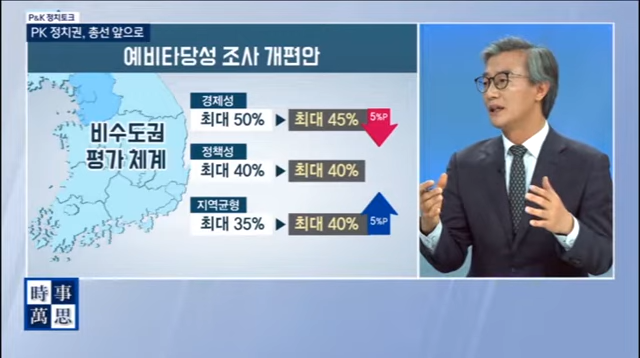 P&K 정치토크
PK 정치권, 총선 앞으로
예비타당성 조사 개편안
비수도권
평가 체계
경제성
최대 50% ▶ 최대 45% 5%P
정책성
최대 40% ▶ 최대 40%
지역균형
최대 35% ▶ 최대 40% 5%P
時事
萬思